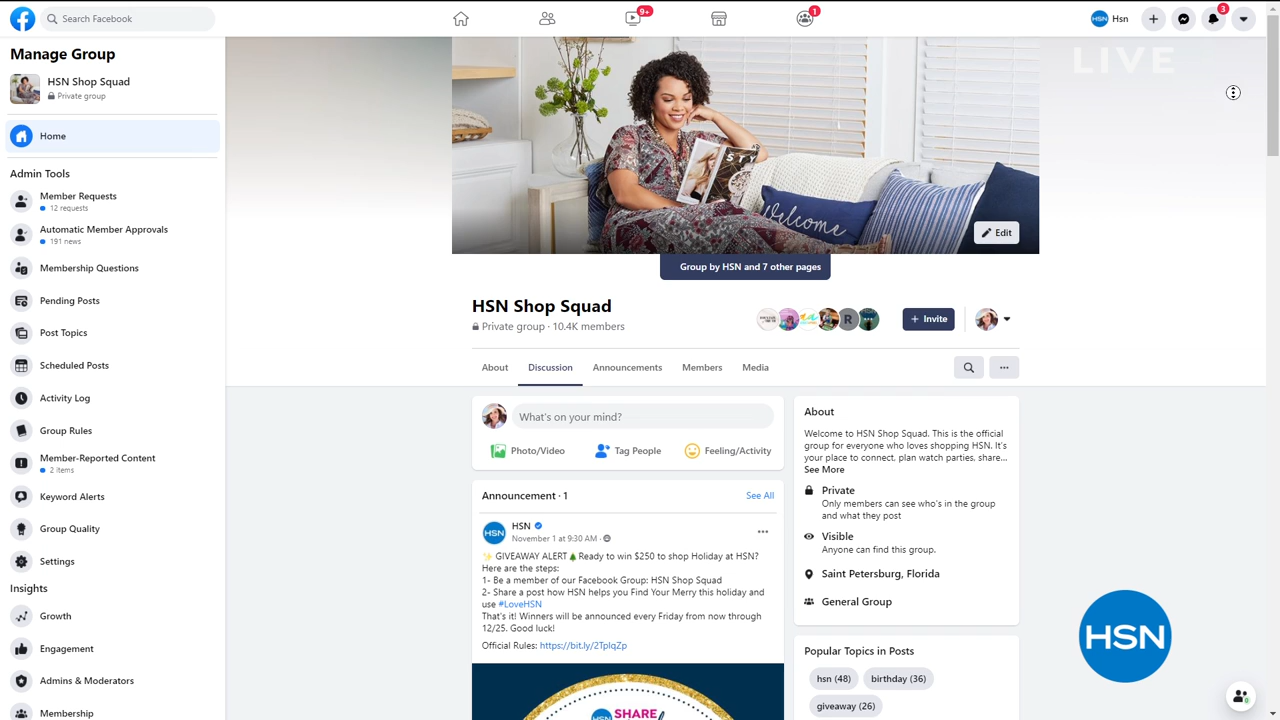 Search Facebook
9+
1
HSN Hsn
3
Manage Group
HSN Shop Squad
Private group
Home
Admin Tools
Member Requests
12 requests
Automatic Member Approvals
191 news
Membership Questions
Pending Posts
Post Topics
Scheduled Posts
Activity Log
Group Rules
Member-Reported Content
2 items
Keyword Alerts
Group Quality
Settings
Insights
Growth
Engagement
Admins & Moderators
Membership
LIVE
STY
Welcome
Edit
Group by HSN and 7 other pages
HSN Shop Squad
Private group · 10.4K members
R
+ Invite
About Discussion Announcements Members Media
What's on your mind?
Photo/Video Tag People Feeling/Activity
Announcement · 1 See All
HSN
HSN
November 1 at 9:30 AM ·
✨ GIVEAWAY ALERT🎄Ready to win $250 to shop Holiday at HSN?
Here are the steps:
1- Be a member of our Facebook Group: HSN Shop Squad
2- Share a post how HSN helps you Find Your Merry this holiday and
use #LoveHSN
That's it! Winners will be announced every Friday from now through
12/25. Good luck!
Official Rules: https://bit.ly/2TplqZp
HSN SHARE
About
Welcome to HSN Shop Squad. This is the official
group for everyone who loves shopping HSN. It's
your place to connect, plan watch parties, share...
See More
Private
Only members can see who's in the group
and what they post
Visible
Anyone can find this group.
Saint Petersburg, Florida
General Group
Popular Topics in Posts
hsn (48) birthday (36)
giveaway (26)
HSN